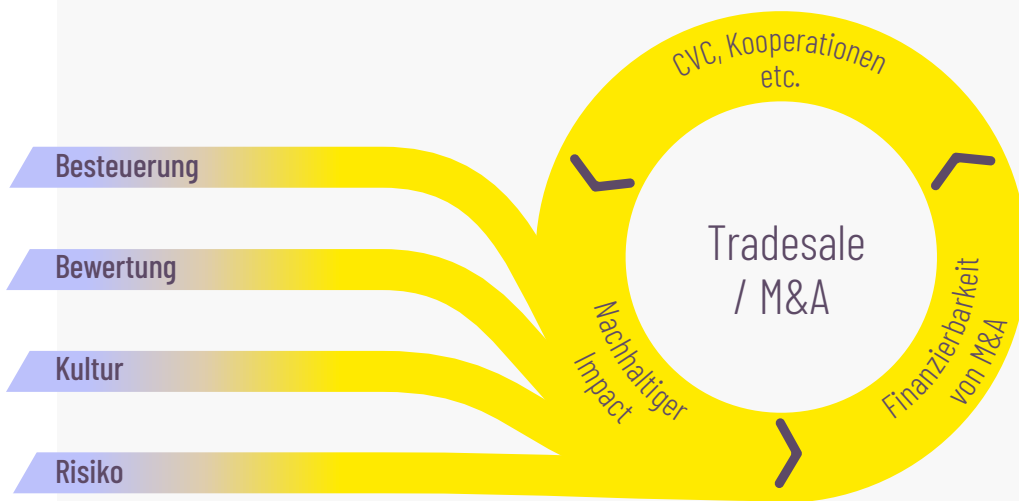 CVC, Kooperationen
etc.
Besteuerung
Bewertung
Kultur
Risiko
Tradesale
/ M&A
Nachhaltiger
Impact
Finanzierbarkeit
von M&A